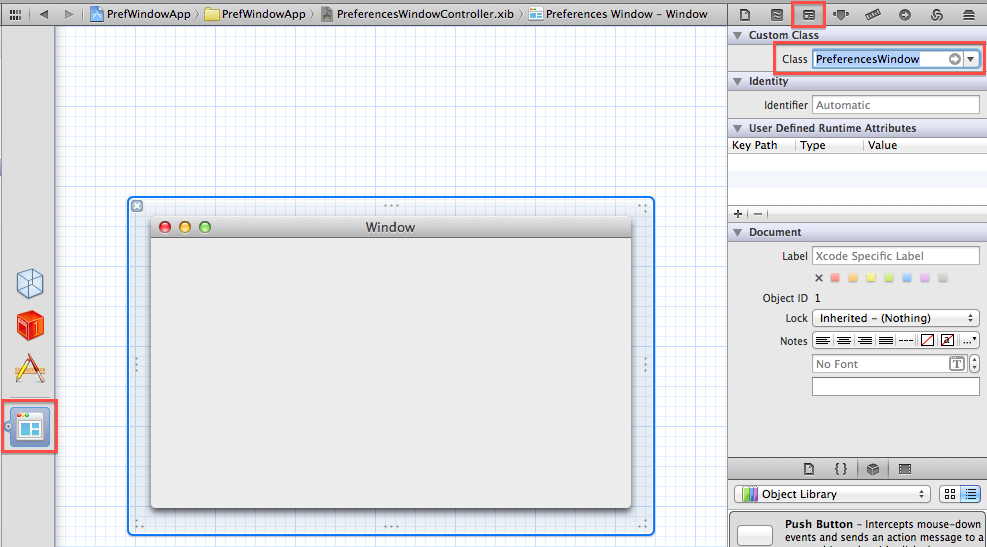 PrefWindowApp PrefWindowApp PreferencesWindowController.xib Preferences Window – Window
Custom Class
Class PreferencesWindow
Identity
Identifier Automatic
User Defined Runtime Attributes
Key Path Type Value
Window
+ −
Document
Label Xcode Specific Label
Object ID 1
Lock Inherited – (Nothing)
Notes
No Font T
{ }
Object Library
Push Button – Intercepts mouse-down
events and sends an action message to a